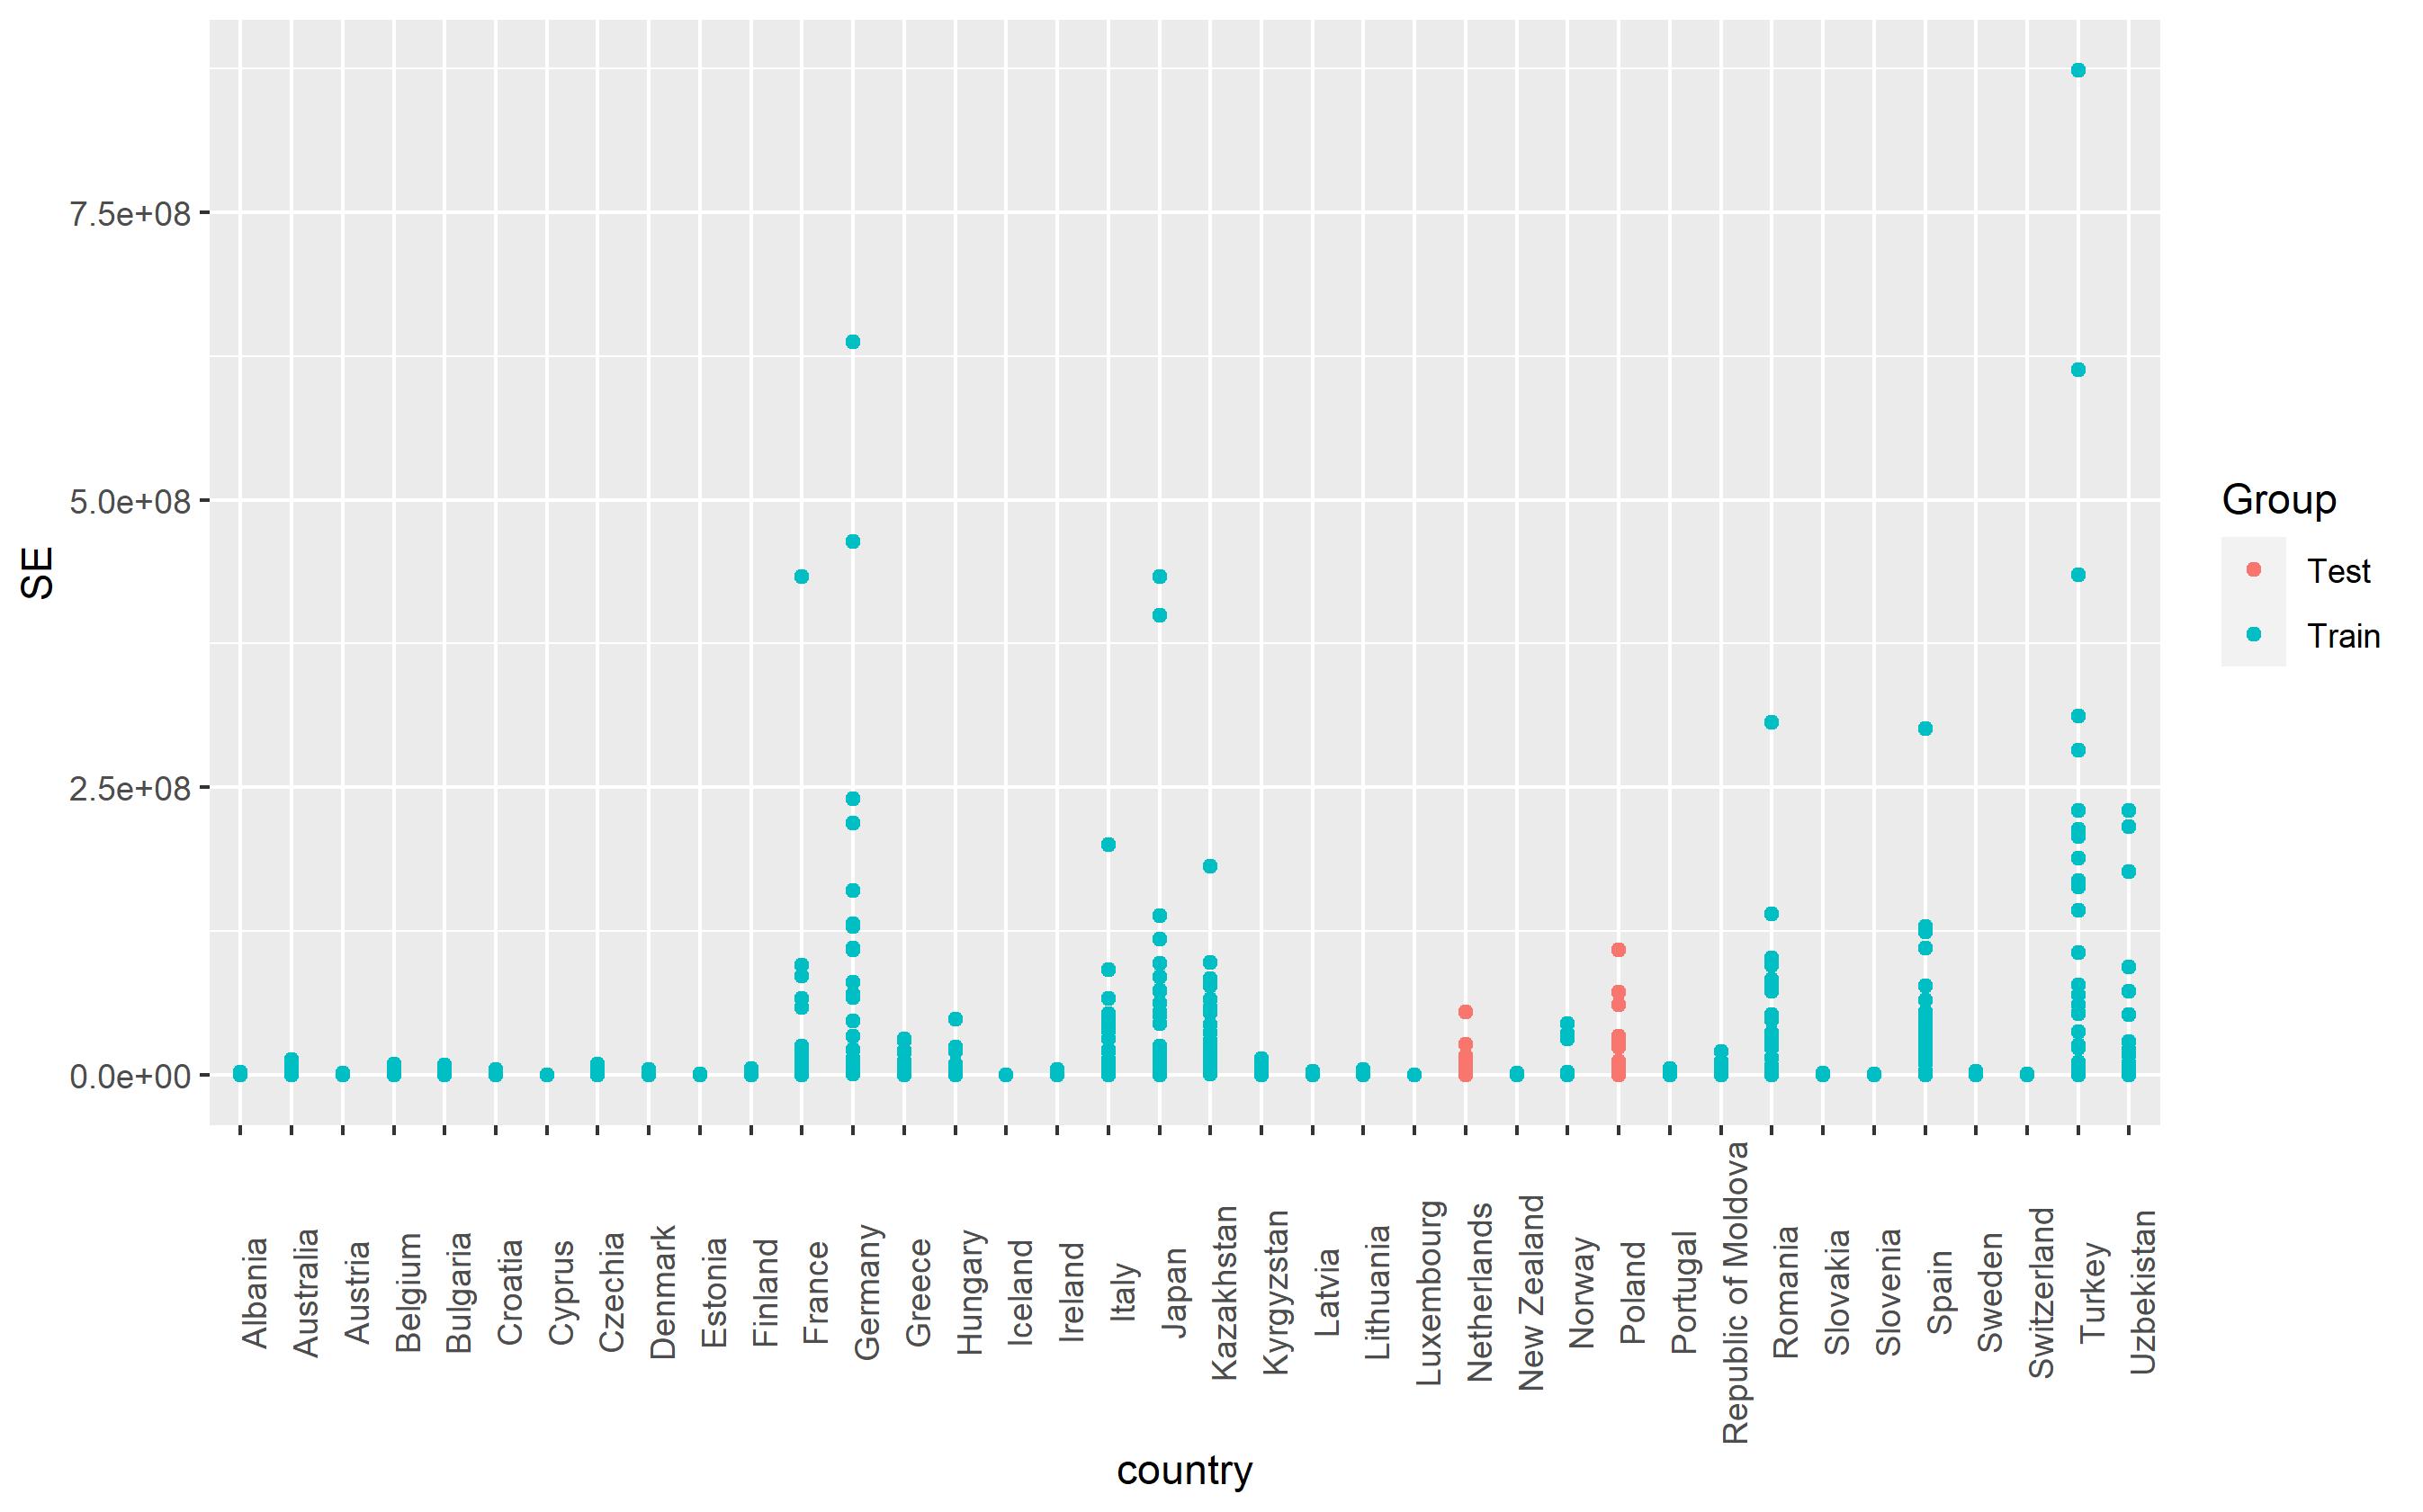 7.5e+08
5.0e+08
2.5e+08
0.0e+00
SE
Albania
Australia
Austria
Belgium
Bulgaria
Croatia
Cyprus
Czechia
Denmark
Estonia
Finland
France
Germany
Greece
Hungary
Iceland
Ireland
Italy
Japan
Kazakhstan
Kyrgyzstan
Latvia
Lithuania
Luxembourg
Netherlands
New Zealand
Norway
Poland
Portugal
Republic of Moldova
Romania
Slovakia
Slovenia
Spain
Sweden
Switzerland
Turkey
Uzbekistan
country
Group
Test
Train